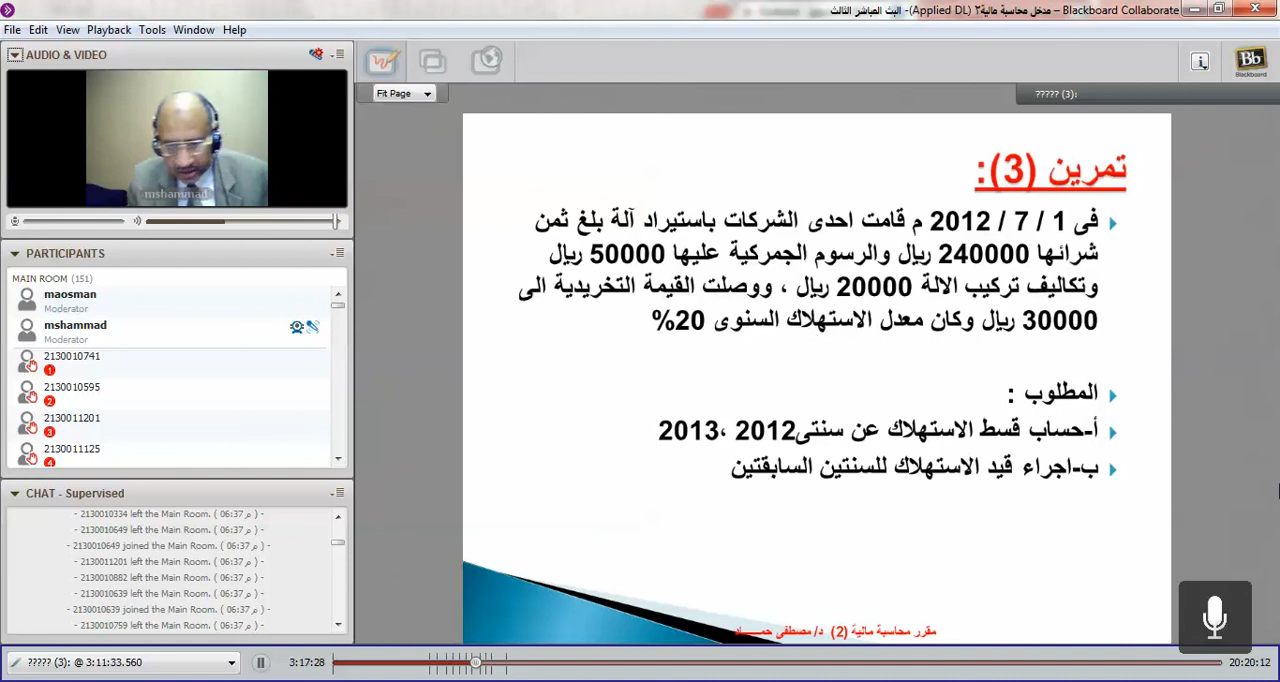 Blackboard Collaborate – مدخل محاسبة مالية٢ (Applied DL)- البث المباشر الثالث
File Edit View Playback Tools Window Help
AUDIO & VIDEO
mshammad
PARTICIPANTS
MAIN ROOM (151)
maosman
Moderator
mshammad
Moderator
2130010741
1
2130010595
2
2130011201
3
2130011125
4
CHAT - Supervised
- 2130010334 left the Main Room. ( 06:37 م ) -
- 2130010649 left the Main Room. ( 06:37 م ) -
- 2130010649 joined the Main Room. ( 06:37 م ) -
- 2130011201 left the Main Room. ( 06:37 م ) -
- 2130010882 left the Main Room. ( 06:37 م ) -
- 2130010639 left the Main Room. ( 06:37 م ) -
- 2130010639 joined the Main Room. ( 06:37 م ) -
- 2130010759 left the Main Room. ( 06:37 م ) -
Bb
Blackboard
Fit Page
????? (3):
تمرين (3):
فى 1 / 7 / 2012 م قامت احدى الشركات باستيراد آلة بلغ ثمن
شرائها 240000 ريال والرسوم الجمركية عليها 50000 ريال
وتكاليف تركيب الالة 20000 ريال ، ووصلت القيمة التخريدية الى
30000 ريال وكان معدل الاستهلاك السنوى 20%
المطلوب :
أ-حساب قسط الاستهلاك عن سنتى2012 ،2013
ب-اجراء قيد الاستهلاك للسنتين السابقتين
مقرر محاسبة مالية (2) د/ مصطفى حمـــاد
????? (3): @ 3:11:33.560
3:17:28
20:20:12